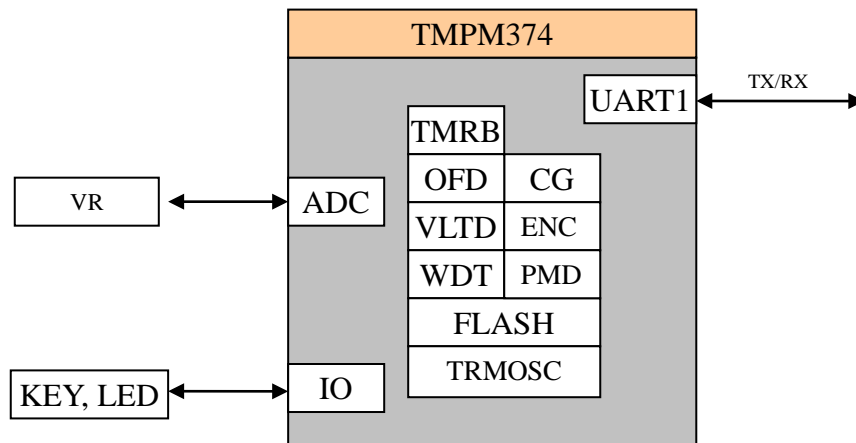 TMPM374
TX/RX
UART1
TMRB
OFD
CG
VR
ADC
VLTD
ENC
WDT
PMD
FLASH
TRMOSC
KEY, LED
IO